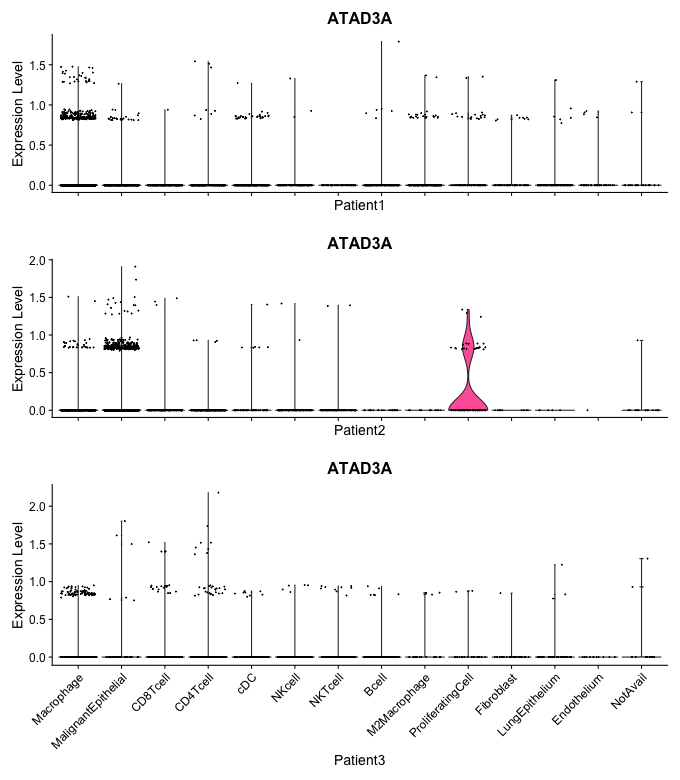 ATAD3A
Expression Level
1.5
1.0
0.5
0.0
Patient1
ATAD3A
Expression Level
2.0
1.5
1.0
0.5
0.0
Patient2
ATAD3A
Expression Level
2.0
1.5
1.0
0.5
0.0
Macrophage
MalignantEpithelial
CD8Tcell
CD4Tcell
cDC
NKcell
NKTcell
Bcell
M2Macrophage
ProliferatingCell
Fibroblast
LungEpithelium
Endothelium
NotAvail
Patient3